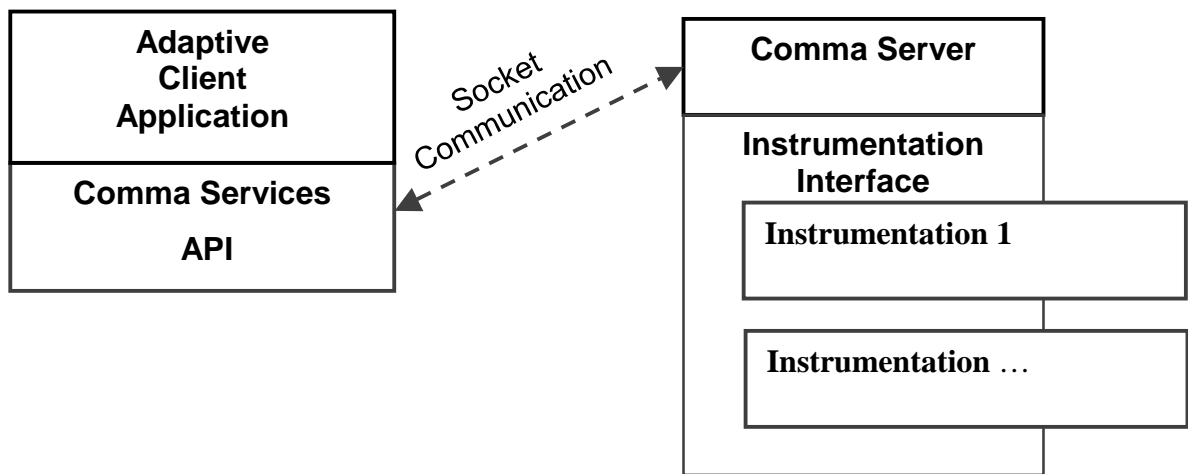 Adaptive
Client
Application
Comma Services
API
Socket
Communication
Comma Server
Instrumentation
Interface
Instrumentation 1
Instrumentation …